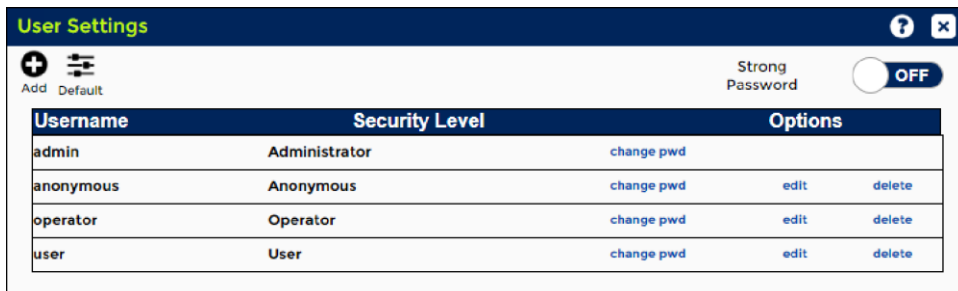 User Settings ?
Add Default Strong Password OFF
Username Security Level Options
admin Administrator change pwd
anonymous Anonymous change pwd edit delete
operator Operator change pwd edit delete
user User change pwd edit delete